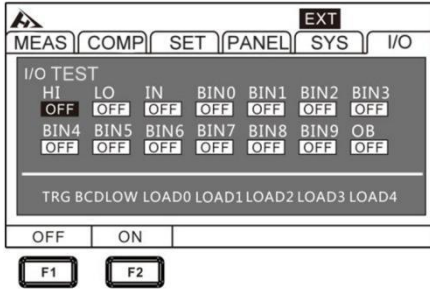 EXT
MEAS COMP SET PANEL SYS I/O
I/O TEST
HI LO IN BIN0 BIN1 BIN2 BIN3
OFF OFF OFF OFF OFF OFF OFF
BIN4 BIN5 BIN6 BIN7 BIN8 BIN9 OB
OFF OFF OFF OFF OFF OFF OFF
TRG BCDLOW LOAD0 LOAD1 LOAD2 LOAD3 LOAD4
OFF ON
F1 F2